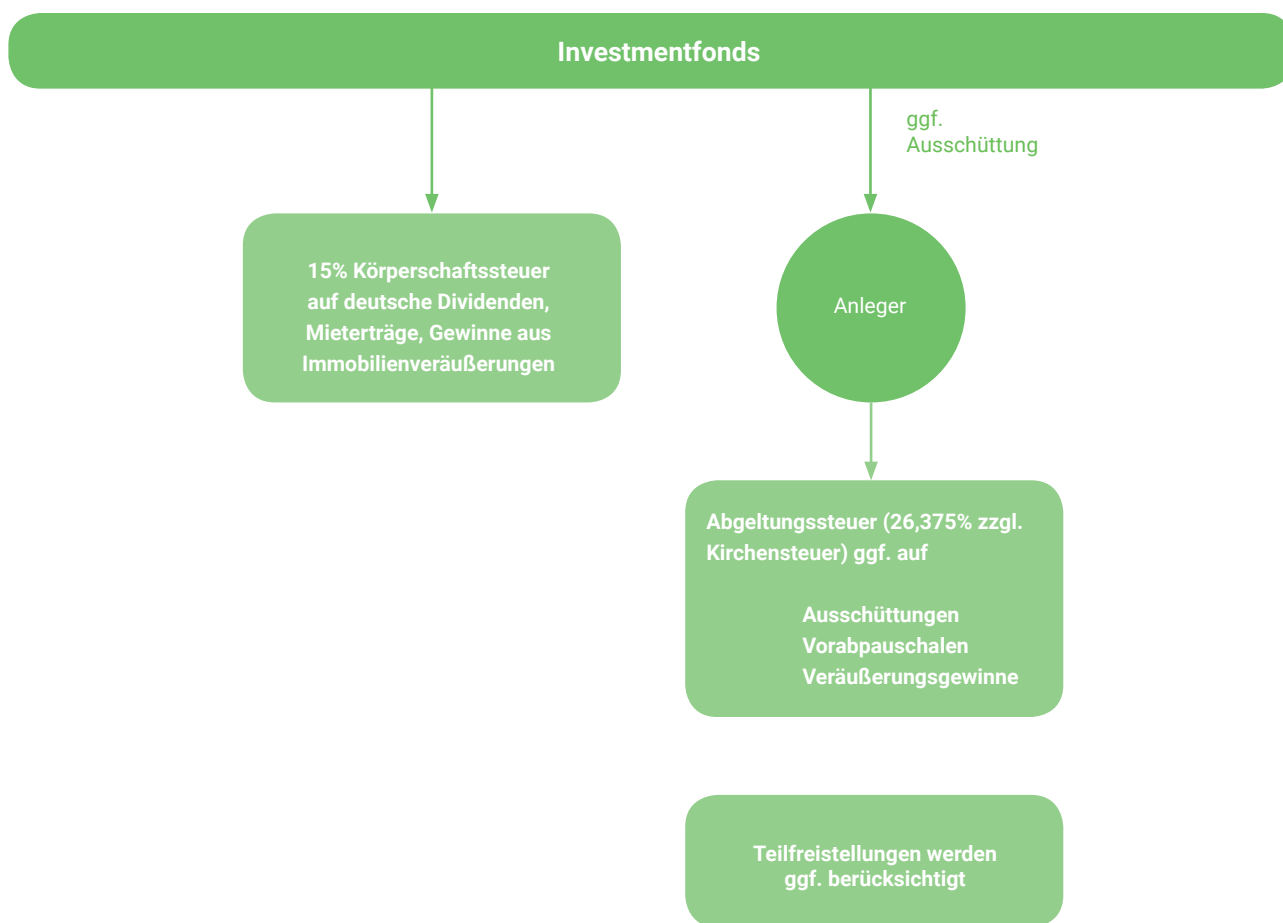 Investmentfonds
ggf.
Ausschüttung
15% Körperschaftssteuer
auf deutsche Dividenden,
Mieterträge, Gewinne aus
Immobilienveräußerungen
Anleger
Abgeltungssteuer (26,375% zzgl.
Kirchensteuer) ggf. auf
Ausschüttungen
Vorabpauschalen
Veräußerungsgewinne
Teilfreistellungen werden
ggf. berücksichtigt